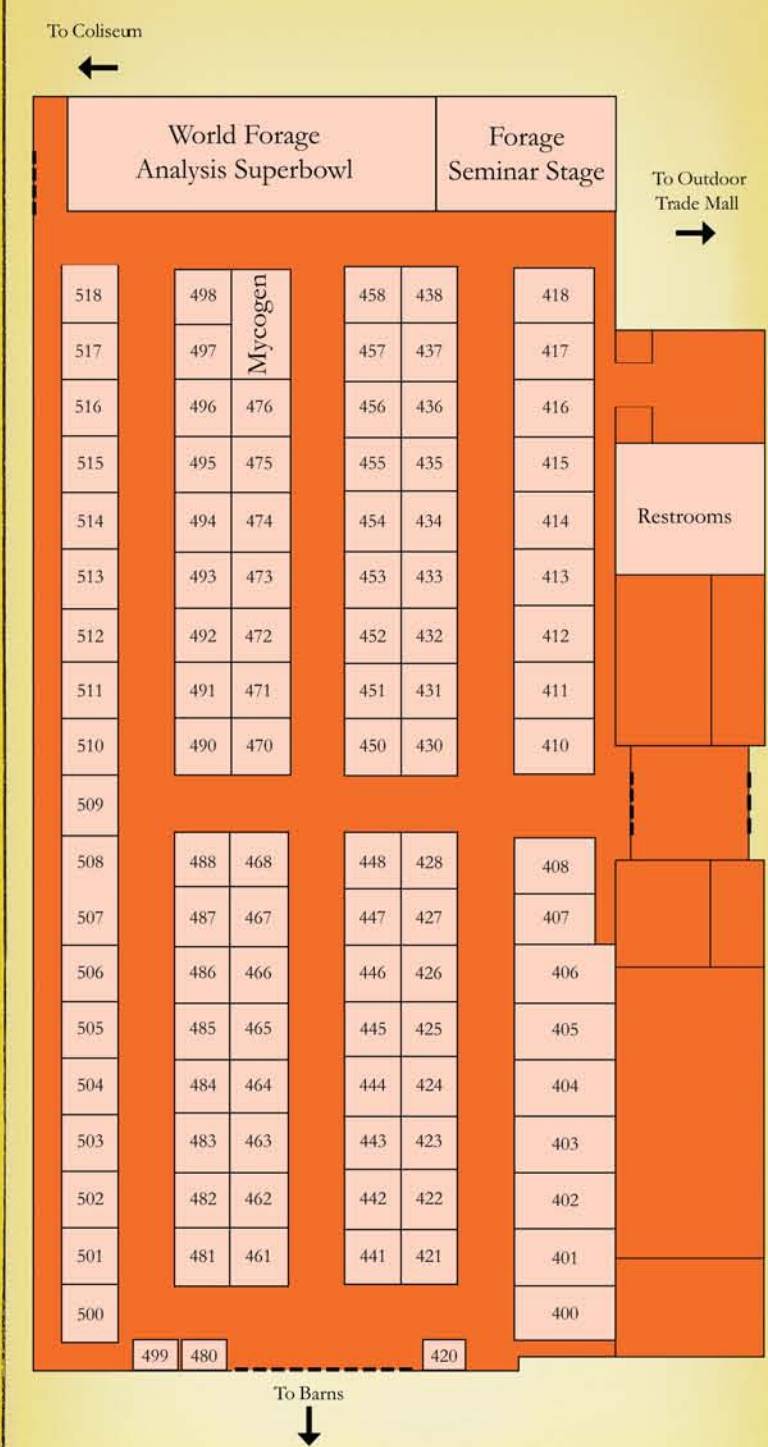 To Coliseum
World Forage
Analysis Superbowl
Forage
Seminar Stage
To Outdoor
Trade Mall
518 498 Mycogen 458 438 418
517 497 457 437 417
516 496 476 456 436 416
515 495 475 455 435 415
Restrooms
514 494 474 454 434 414
513 493 473 453 433 413
512 492 472 452 432 412
511 491 471 451 431 411
510 490 470 450 430 410
509
508 488 468 448 428 408
507 487 467 447 427 407
506 486 466 446 426 406
505 485 465 445 425 405
504 484 464 444 424 404
503 483 463 443 423 403
502 482 462 442 422 402
501 481 461 441 421 401
500 400
499 480 420
To Barns